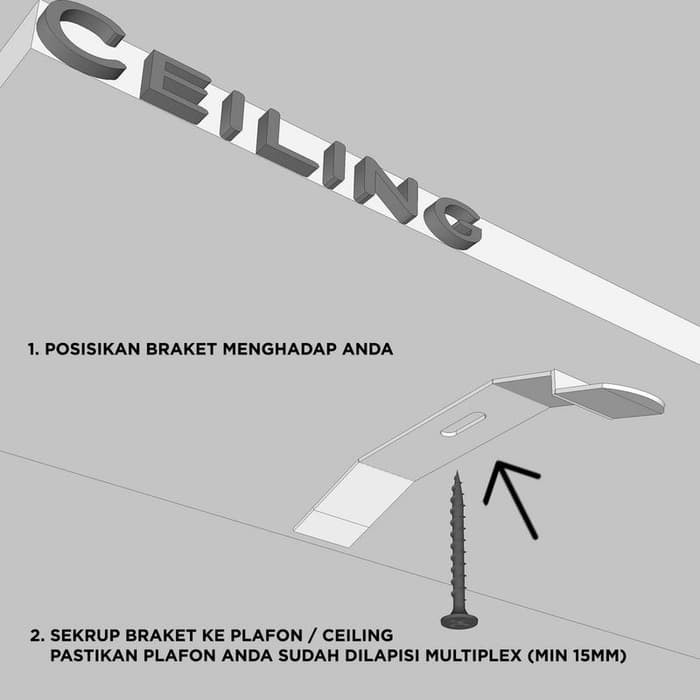 CEILING
1. POSISIKAN BRAKET MENGHADAP ANDA
2. SEKRUP BRAKET KE PLAFON / CEILING
PASTIKAN PLAFON ANDA SUDAH DILAPISI MULTIPLEX (MIN 15MM)